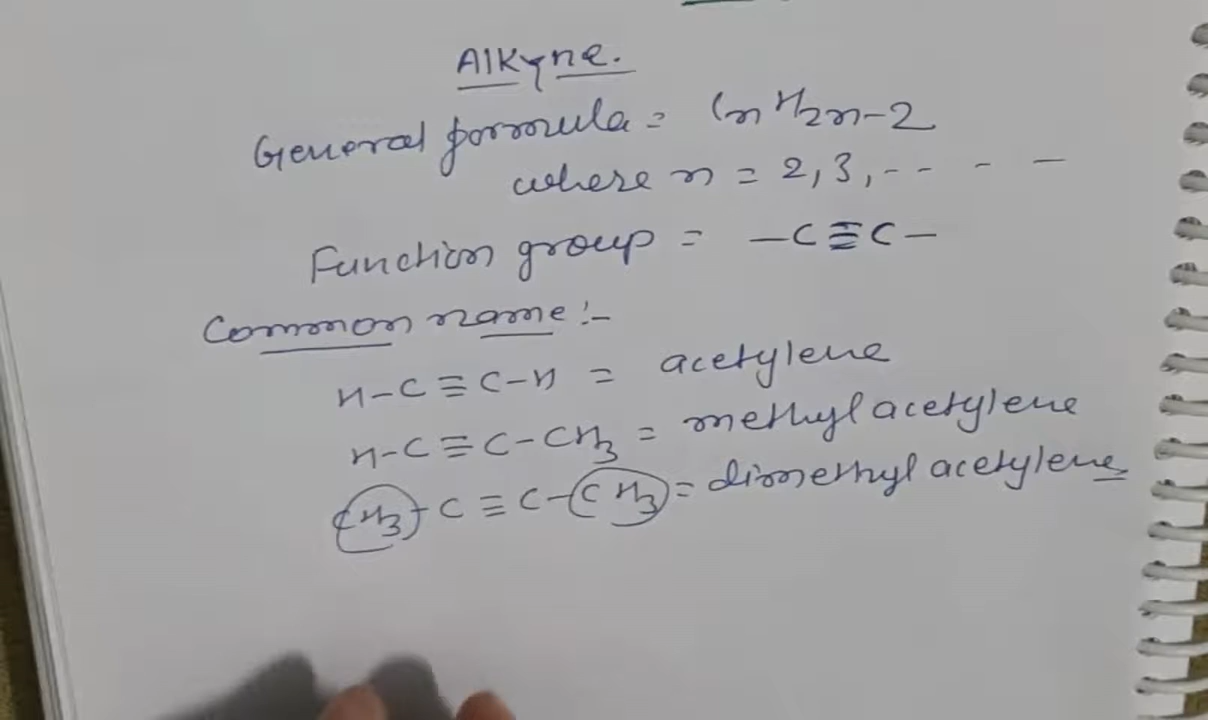 Alkyne.
General formula = CnH2n-2
where n = 2, 3, -- - -
Function group = -C≡C-
Common name :-
H-C≡C-H = acetylene
H-C≡C-CH3 = methyl acetylene
CH3-C≡C-CH3 = dimethyl acetylene